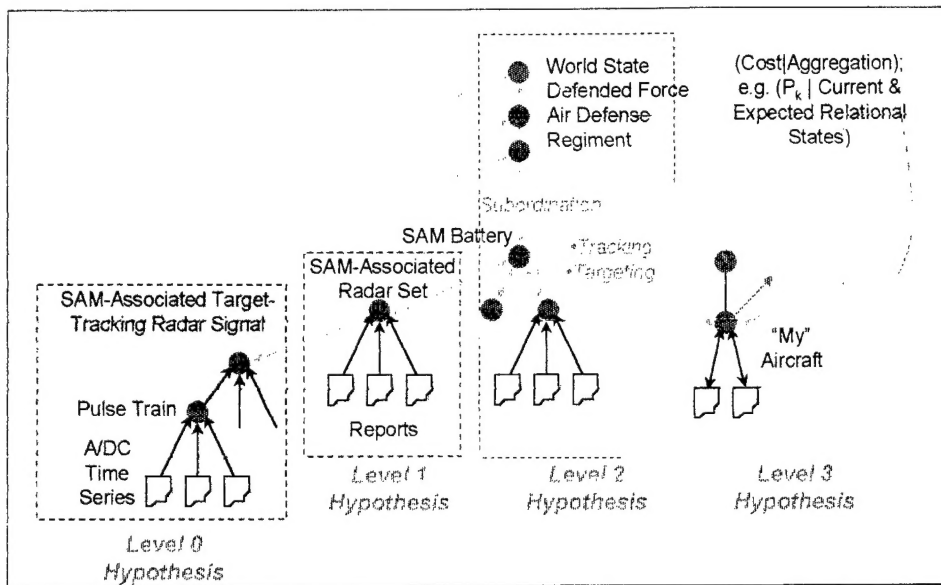 World State
Defended Force
Air Defense
Regiment
(Cost|Aggregation);
e.g. (Pk | Current &
Expected Relational
States)
Subordination
SAM Battery
•Tracking
•Targeting
SAM-Associated
Radar Set
SAM-Associated Target-
Tracking Radar Signal
"My"
Aircraft
Pulse Train
Reports
A/DC
Time
Series
Level 0
Hypothesis
Level 1
Hypothesis
Level 2
Hypothesis
Level 3
Hypothesis